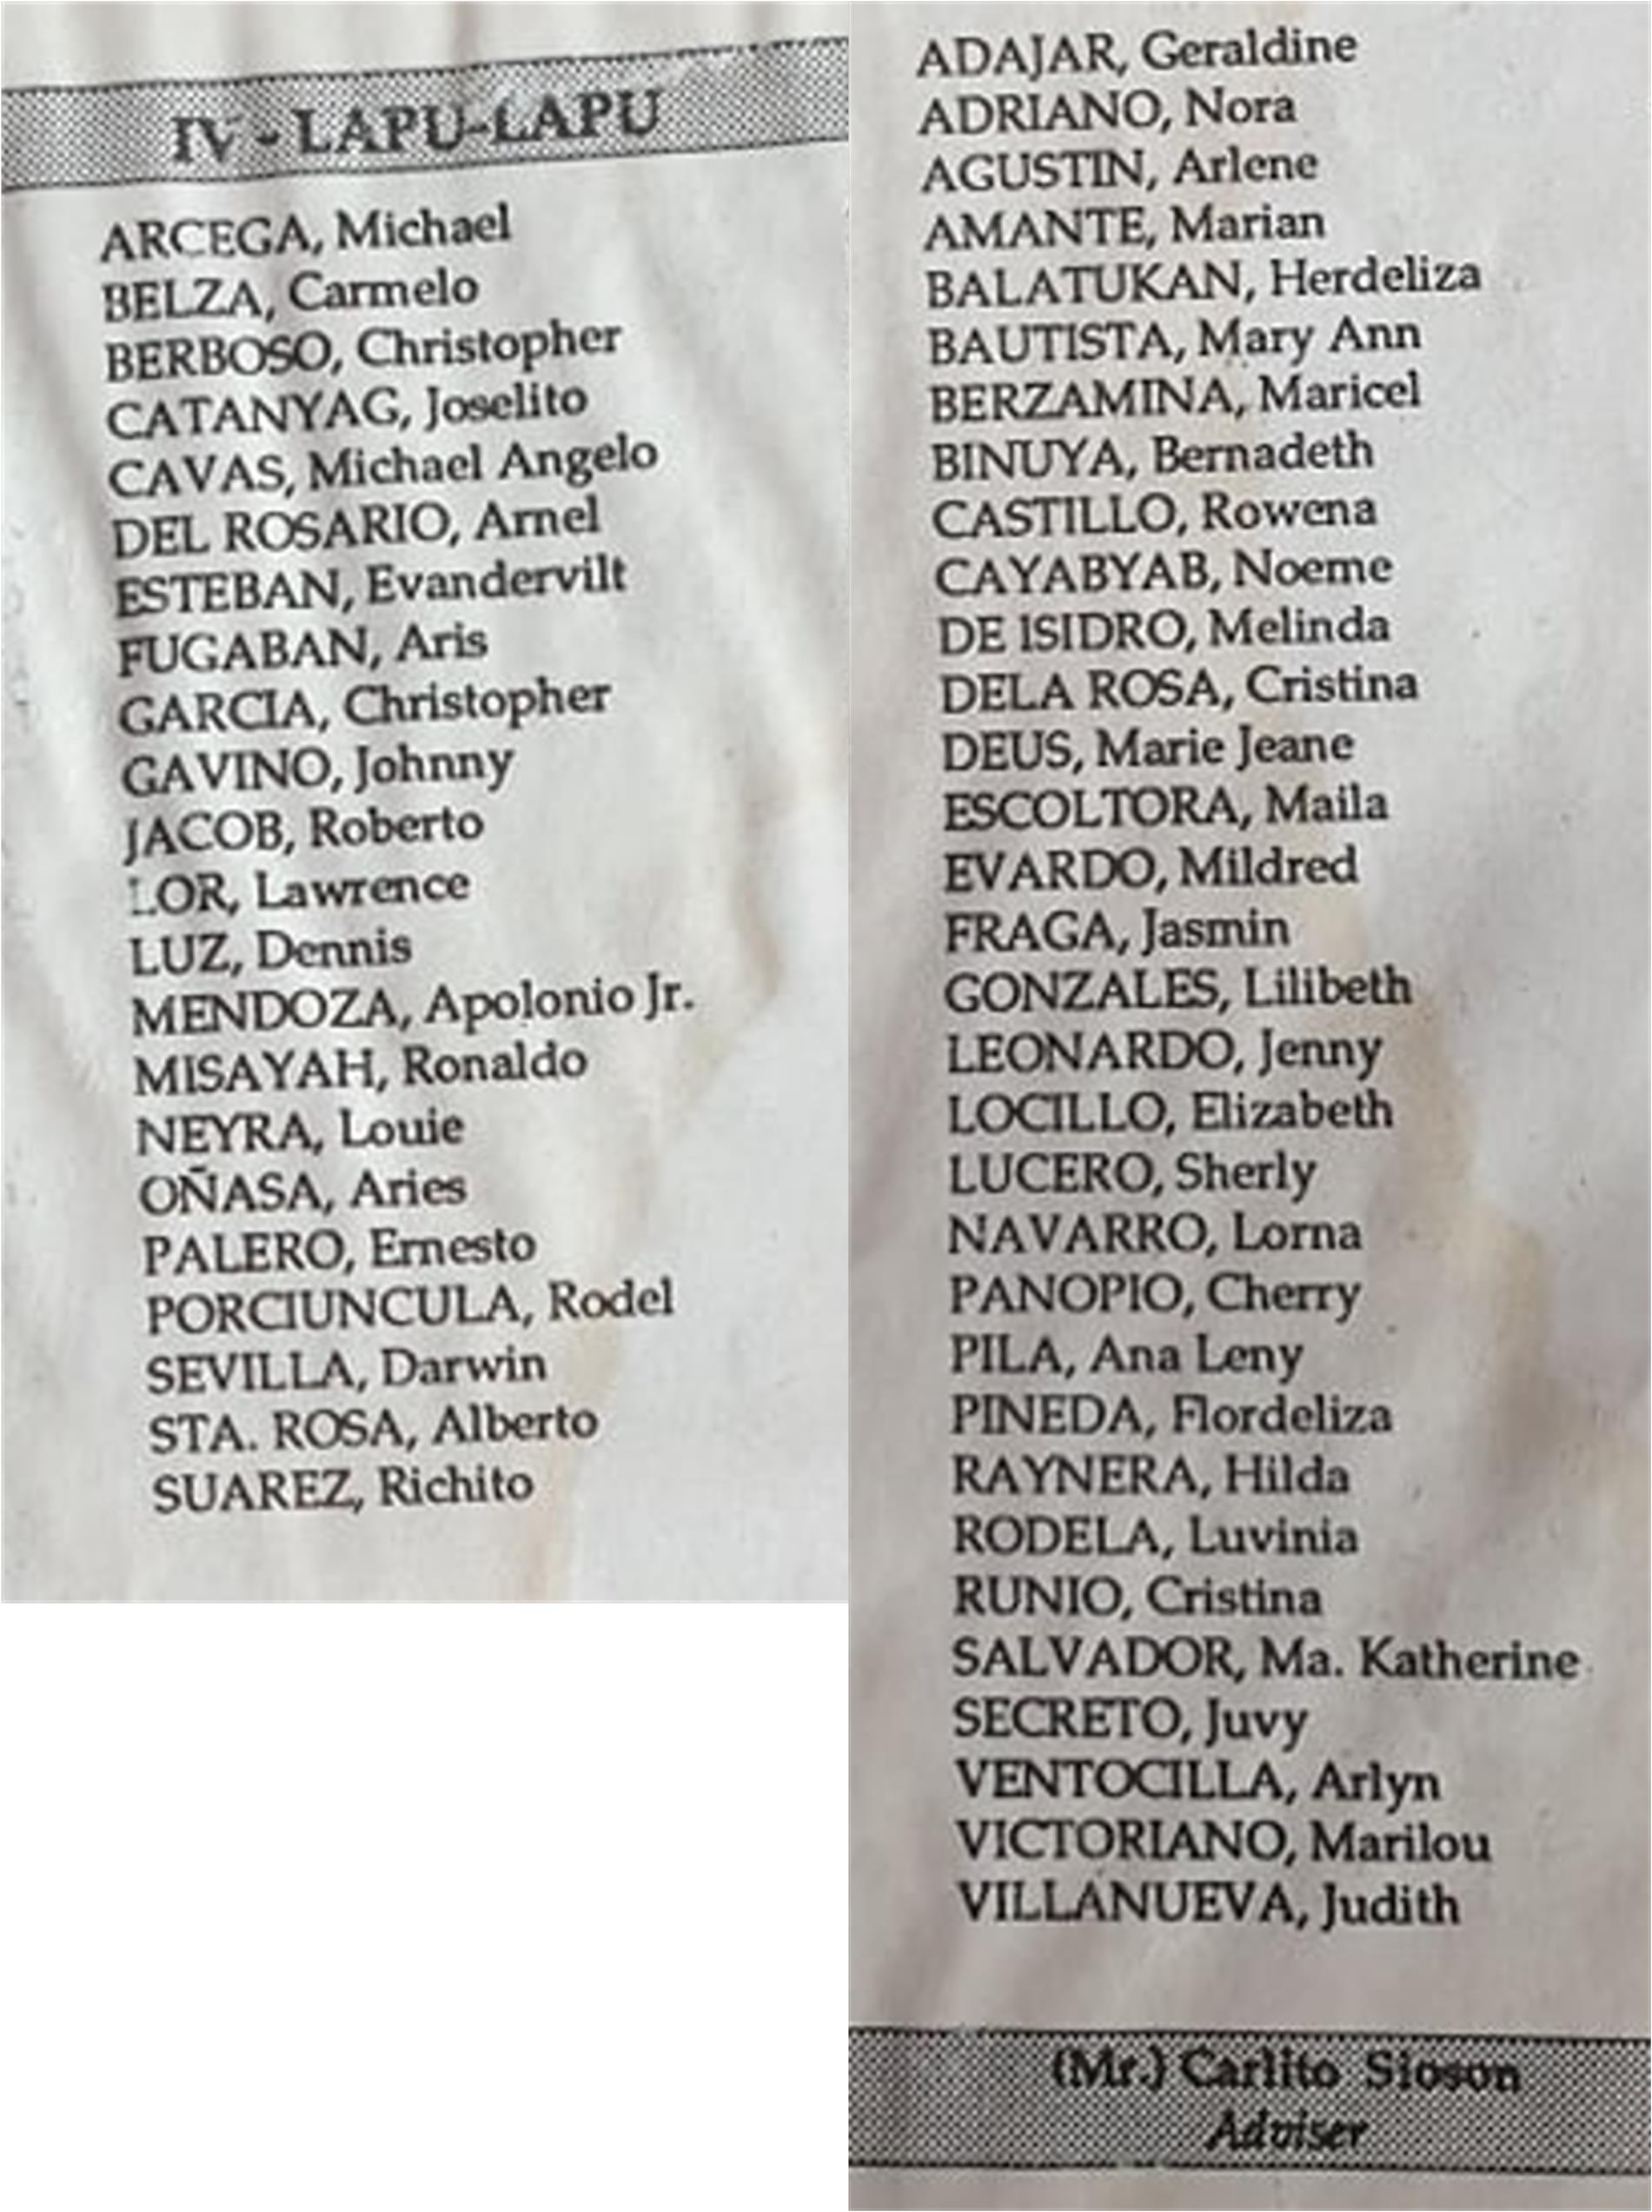 IV - LAPU-LAPU
ARCEGA, Michael
BELZA, Carmelo
BERBOSO, Christopher
CATANYAG, Joselito
CAVAS, Michael Angelo
DEL ROSARIO, Arnel
ESTEBAN, Evandervilt
FUGABAN, Aris
GARCIA, Christopher
GAVINO, Johnny
JACOB, Roberto
LOR, Lawrence
LUZ, Dennis
MENDOZA, Apolonio Jr.
MISAYAH, Ronaldo
NEYRA, Louie
OÑASA, Aries
PALERO, Ernesto
PORCIUNCULA, Rodel
SEVILLA, Darwin
STA. ROSA, Alberto
SUAREZ, Richito
ADAJAR, Geraldine
ADRIANO, Nora
AGUSTIN, Arlene
AMANTE, Marian
BALATUKAN, Herdeliza
BAUTISTA, Mary Ann
BERZAMINA, Maricel
BINUYA, Bernadeth
CASTILLO, Rowena
CAYABYAB, Noeme
DE ISIDRO, Melinda
DELA ROSA, Cristina
DEUS, Marie Jeane
ESCOLTORA, Maila
EVARDO, Mildred
FRAGA, Jasmin
GONZALES, Lilibeth
LEONARDO, Jenny
LOCILLO, Elizabeth
LUCERO, Sherly
NAVARRO, Lorna
PANOPIO, Cherry
PILA, Ana Leny
PINEDA, Flordeliza
RAYNERA, Hilda
RODELA, Luvinia
RUNIO, Cristina
SALVADOR, Ma. Katherine
SECRETO, Juvy
VENTOCILLA, Arlyn
VICTORIANO, Marilou
VILLANUEVA, Judith
(Mr.) Carlito Sioson
Adviser